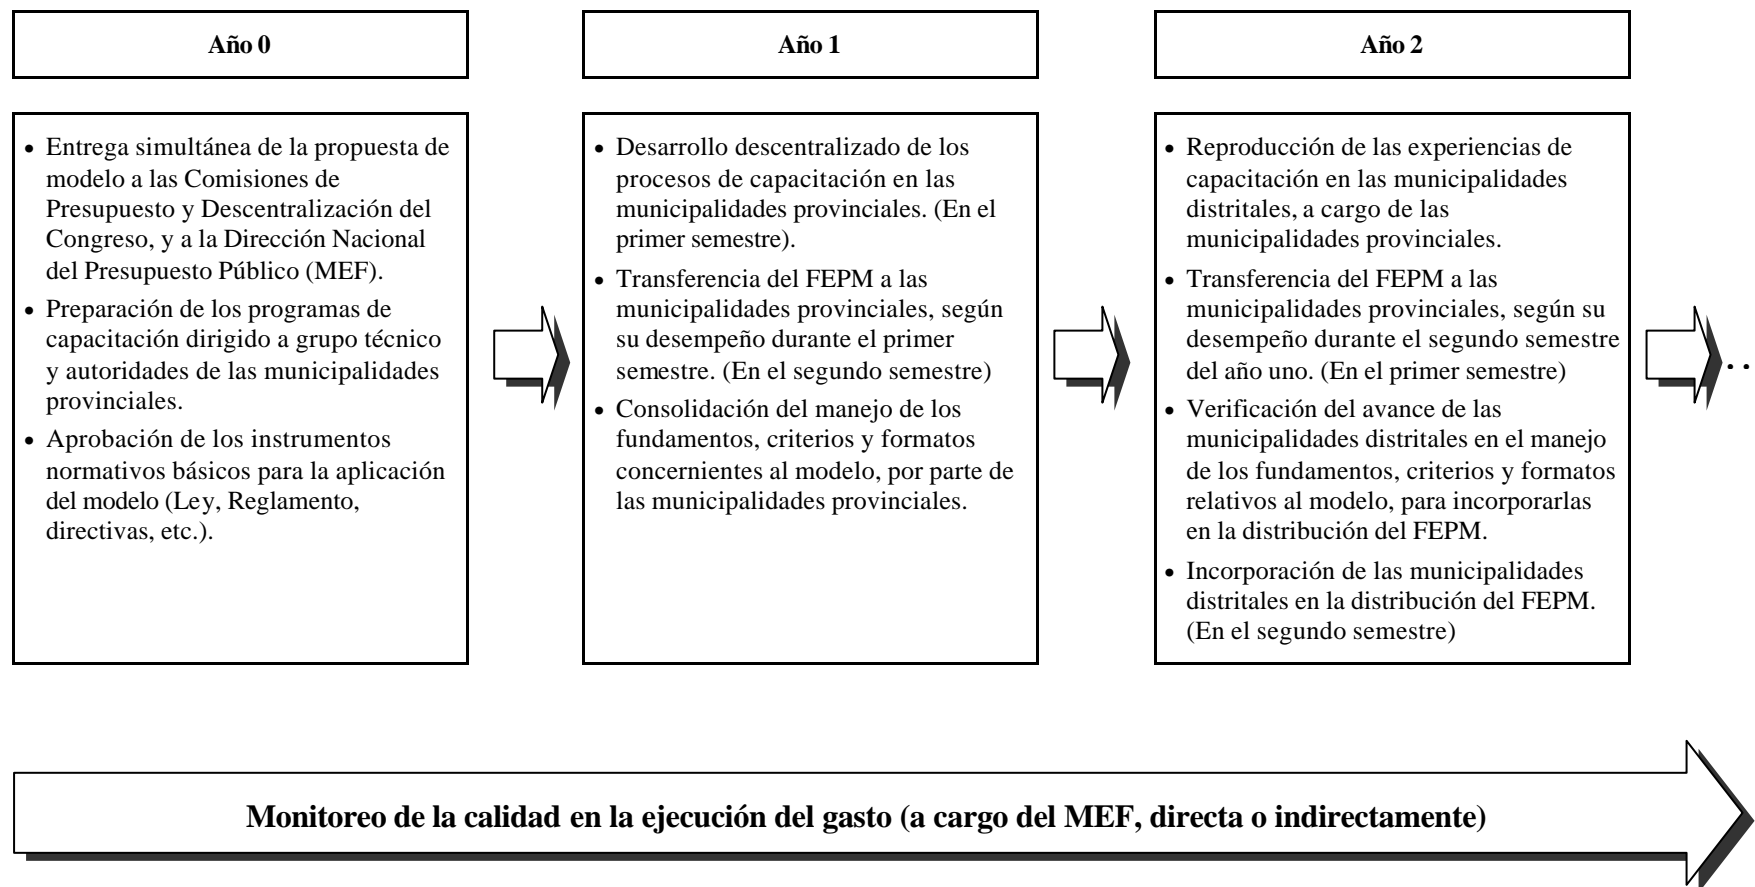 Año 0
• Entrega simultánea de la propuesta de
modelo a las Comisiones de
Presupuesto y Descentralización del
Congreso, y a la Dirección Nacional
del Presupuesto Público (MEF).
• Preparación de los programas de
capacitación dirigido a grupo técnico
y autoridades de las municipalidades
provinciales.
• Aprobación de los instrumentos
normativos básicos para la aplicación
del modelo (Ley, Reglamento,
directivas, etc.).
Año 1
• Desarrollo descentralizado de los
procesos de capacitación en las
municipalidades provinciales. (En el
primer semestre).
• Transferencia del FEPM a las
municipalidades provinciales, según
su desempeño durante el primer
semestre. (En el segundo semestre)
• Consolidación del manejo de los
fundamentos, criterios y formatos
concernientes al modelo, por parte de
las municipalidades provinciales.
Año 2
• Reproducción de las experiencias de
capacitación en las municipalidades
distritales, a cargo de las
municipalidades provinciales.
• Transferencia del FEPM a las
municipalidades provinciales, según su
desempeño durante el segundo semestre
del año uno. (En el primer semestre)
• Verificación del avance de las
municipalidades distritales en el manejo
de los fundamentos, criterios y formatos
relativos al modelo, para incorporarlas
en la distribución del FEPM.
• Incorporación de las municipalidades
distritales en la distribución del FEPM.
(En el segundo semestre)
. .
Monitoreo de la calidad en la ejecución del gasto (a cargo del MEF, directa o indirectamente)